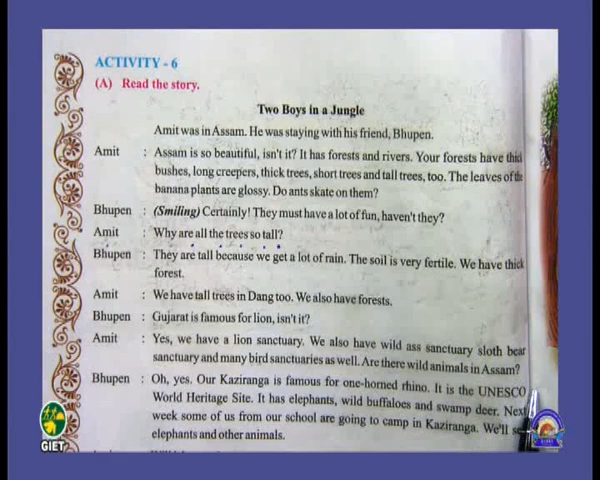 ACTIVITY - 6
(A) Read the story.
Two Boys in a Jungle
Amit was in Assam. He was staying with his friend, Bhupen.
Amit : Assam is so beautiful, isn't it? It has forests and rivers. Your forests have thick
bushes, long creepers, thick trees, short trees and tall trees, too. The leaves of the
banana plants are glossy. Do ants skate on them?
Bhupen : (Smiling) Certainly! They must have a lot of fun, haven't they?
Amit : Why are all the trees so tall?
Bhupen : They are tall because we get a lot of rain. The soil is very fertile. We have thick
forest.
Amit : We have tall trees in Dang too. We also have forests.
Bhupen : Gujarat is famous for lion, isn't it?
Amit : Yes, we have a lion sanctuary. We also have wild ass sanctuary sloth bear
sanctuary and many bird sanctuaries as well. Are there wild animals in Assam?
Bhupen : Oh, yes. Our Kaziranga is famous for one-horned rhino. It is the UNESCO
World Heritage Site. It has elephants, wild buffaloes and swamp deer. Next
week some of us from our school are going to camp in Kaziranga. We'll
elephants and other animals.
GIET